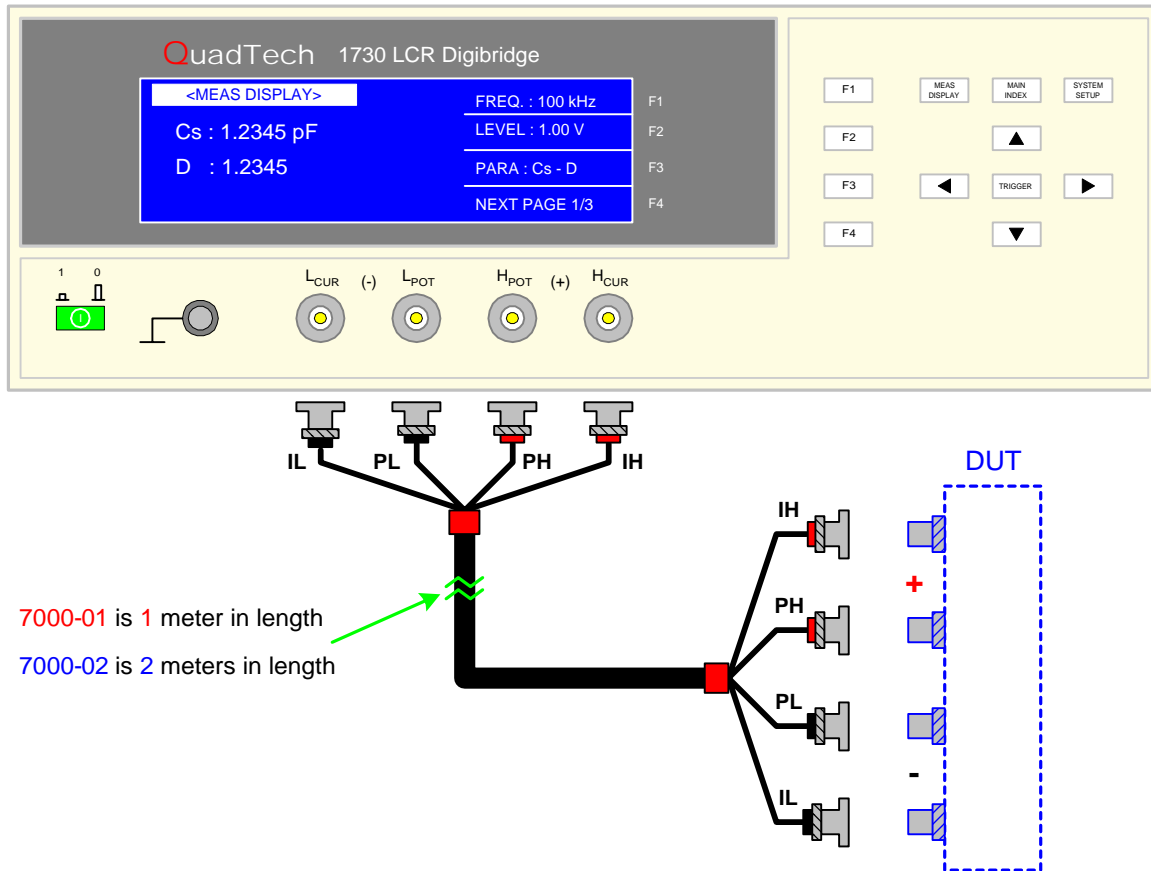 QuadTech 1730 LCR Digibridge
<MEAS DISPLAY>
Cs : 1.2345 pF
D : 1.2345
FREQ. : 100 kHz F1
LEVEL : 1.00 V F2
PARA : Cs - D F3
NEXT PAGE 1/3 F4
F1
F2
F3
F4
MEAS DISPLAY
MAIN INDEX
SYSTEM SETUP
TRIGGER
1 0
LCUR (-) LPOT HPOT (+) HCUR
IL PL PH IH
7000-01 is 1 meter in length
7000-02 is 2 meters in length
DUT
IH
+
PH
PL
-
IL